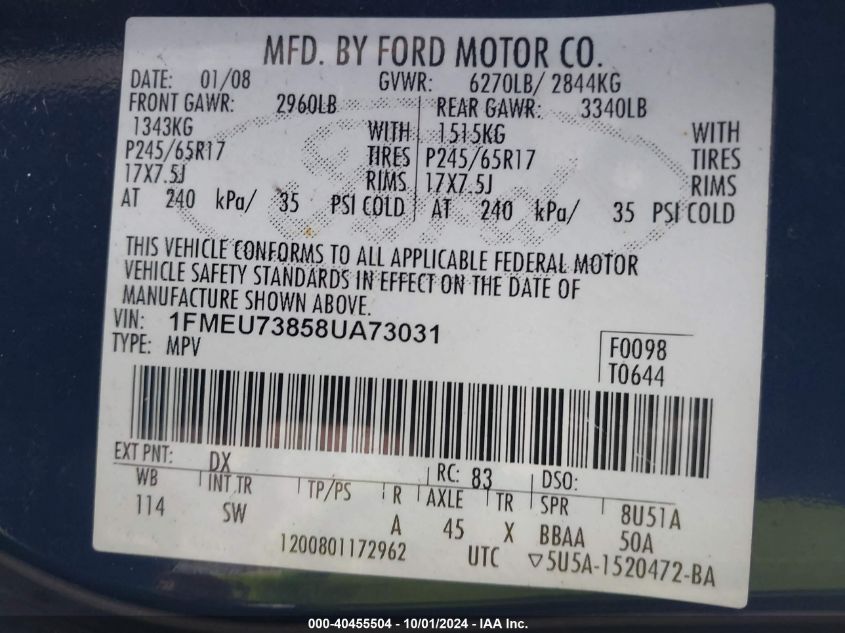 MFD. BY FORD MOTOR CO.
DATE: 01/08 GVWR: 6270LB/ 2844KG
FRONT GAWR: 2960LB REAR GAWR: 3340LB
1343KG WITH 1515KG WITH
P245/65R17 TIRES P245/65R17 TIRES
17X7.5J RIMS 17X7.5J RIMS
AT 240 kPa/ 35 PSI COLD AT 240 kPa/ 35 PSI COLD
THIS VEHICLE CONFORMS TO ALL APPLICABLE FEDERAL MOTOR
VEHICLE SAFETY STANDARDS IN EFFECT ON THE DATE OF
MANUFACTURE SHOWN ABOVE.
VIN: 1FMEU73858UA73031
TYPE: MPV
F0098
T0644
EXT PNT: DX RC: 83 DSO:
WB INT TR TP/PS R AXLE TR SPR 8U51A
114 SW A 45 X BBAA 50A
1200801172962 UTC ▽5U5A-1520472-BA
000-40455504 - 10/01/2024 - IAA Inc.